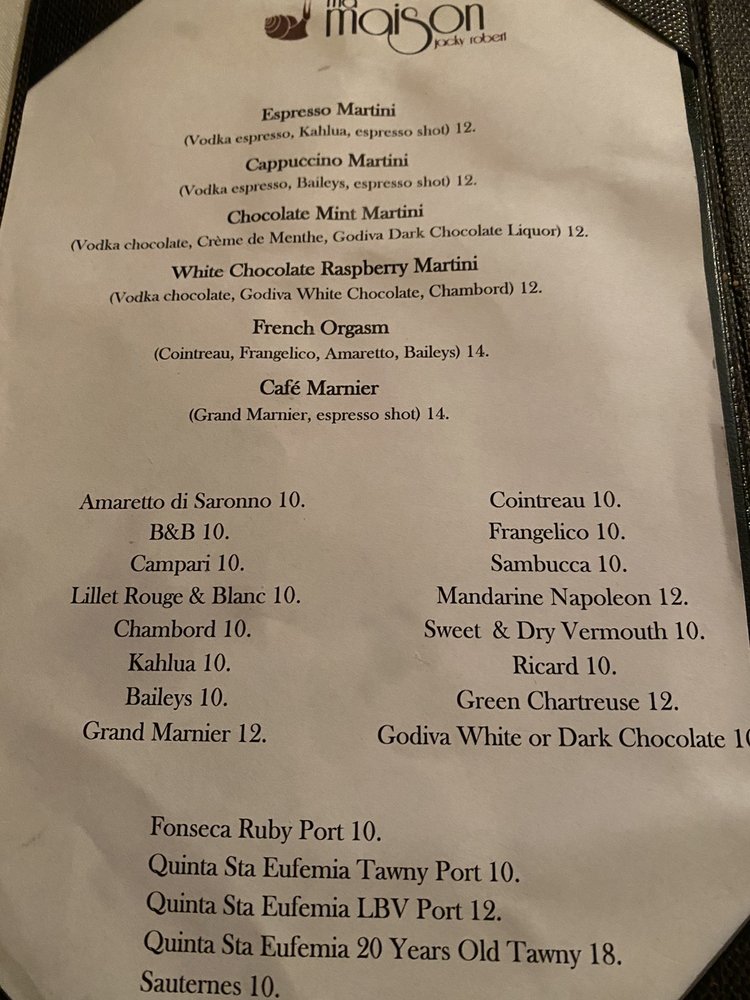 ma
maison
jacky robert
Espresso Martini
(Vodka espresso, Kahlua, espresso shot) 12.
Cappuccino Martini
(Vodka espresso, Baileys, espresso shot) 12.
Chocolate Mint Martini
(Vodka chocolate, Crème de Menthe, Godiva Dark Chocolate Liquor) 12.
White Chocolate Raspberry Martini
(Vodka chocolate, Godiva White Chocolate, Chambord) 12.
French Orgasm
(Cointreau, Frangelico, Amaretto, Baileys) 14.
Café Marnier
(Grand Marnier, espresso shot) 14.
Amaretto di Saronno 10.
B&B 10.
Campari 10.
Lillet Rouge & Blanc 10.
Chambord 10.
Kahlua 10.
Baileys 10.
Grand Marnier 12.
Cointreau 10.
Frangelico 10.
Sambucca 10.
Mandarine Napoleon 12.
Sweet & Dry Vermouth 10.
Ricard 10.
Green Chartreuse 12.
Godiva White or Dark Chocolate 10
Fonseca Ruby Port 10.
Quinta Sta Eufemia Tawny Port 10.
Quinta Sta Eufemia LBV Port 12.
Quinta Sta Eufemia 20 Years Old Tawny 18.
Sauternes 10.